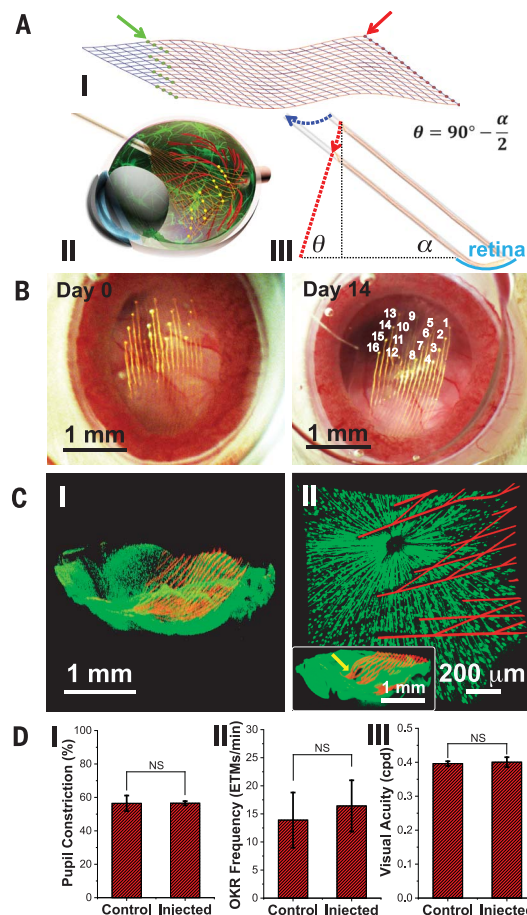 A
I
II
III
θ = 90° − α/2
θ
α
retina
B
Day 0
1 mm
Day 14
13 9 5 1
14 10 6 2
15 11 7 3
16 12 8 4
1 mm
C
I
1 mm
II
1 mm
200 μm
D
I
Pupil Constriction (%)
100
80
60
40
20
0
NS
Control Injected
II
OKR Frequency (ETMs/min)
30
25
20
15
10
5
0
NS
Control Injected
III
Visual Acuity (cpd)
0.5
0.4
0.2
0.1
0.0
NS
Control Injected